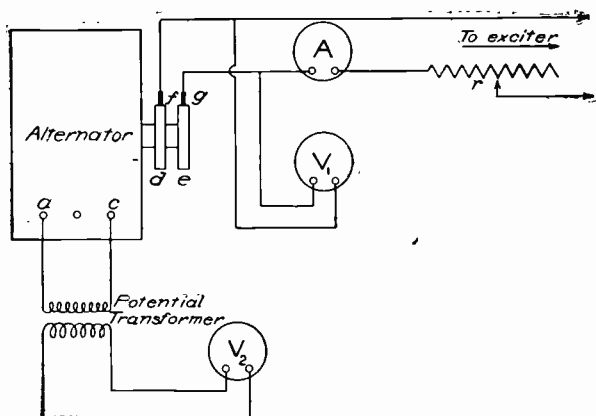 A
To exciter
f g
r
Alternator
V1
d e
a c
Potential
Transformer
V2